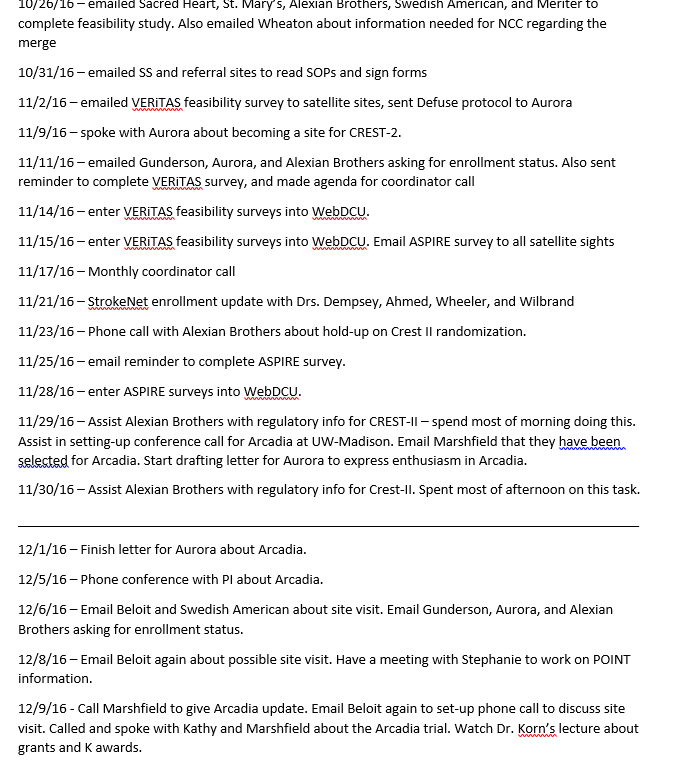 10/26/16 – emailed Sacred Heart, St. Mary's, Alexian Brothers, Swedish American, and Meriter to
complete feasibility study. Also emailed Wheaton about information needed for NCC regarding the
merge
10/31/16 – emailed SS and referral sites to read SOPs and sign forms
11/2/16 – emailed VERiTAS feasibility survey to satellite sites, sent Defuse protocol to Aurora
11/9/16 – spoke with Aurora about becoming a site for CREST-2.
11/11/16 – emailed Gunderson, Aurora, and Alexian Brothers asking for enrollment status. Also sent
reminder to complete VERiTAS survey, and made agenda for coordinator call
11/14/16 – enter VERiTAS feasibility surveys into WebDCU.
11/15/16 – enter VERiTAS feasibility surveys into WebDCU. Email ASPIRE survey to all satellite sights
11/17/16 – Monthly coordinator call
11/21/16 – StrokeNet enrollment update with Drs. Dempsey, Ahmed, Wheeler, and Wilbrand
11/23/16 – Phone call with Alexian Brothers about hold-up on Crest II randomization.
11/25/16 – email reminder to complete ASPIRE survey.
11/28/16 – enter ASPIRE surveys into WebDCU.
11/29/16 – Assist Alexian Brothers with regulatory info for CREST-II – spend most of morning doing this.
Assist in setting-up conference call for Arcadia at UW-Madison. Email Marshfield that they have been
selected for Arcadia. Start drafting letter for Aurora to express enthusiasm in Arcadia.
11/30/16 – Assist Alexian Brothers with regulatory info for Crest-II. Spent most of afternoon on this task.
12/1/16 – Finish letter for Aurora about Arcadia.
12/5/16 – Phone conference with PI about Arcadia.
12/6/16 – Email Beloit and Swedish American about site visit. Email Gunderson, Aurora, and Alexian
Brothers asking for enrollment status.
12/8/16 – Email Beloit again about possible site visit. Have a meeting with Stephanie to work on POINT
information.
12/9/16 - Call Marshfield to give Arcadia update. Email Beloit again to set-up phone call to discuss site
visit. Called and spoke with Kathy and Marshfield about the Arcadia trial. Watch Dr. Korn's lecture about
grants and K awards.